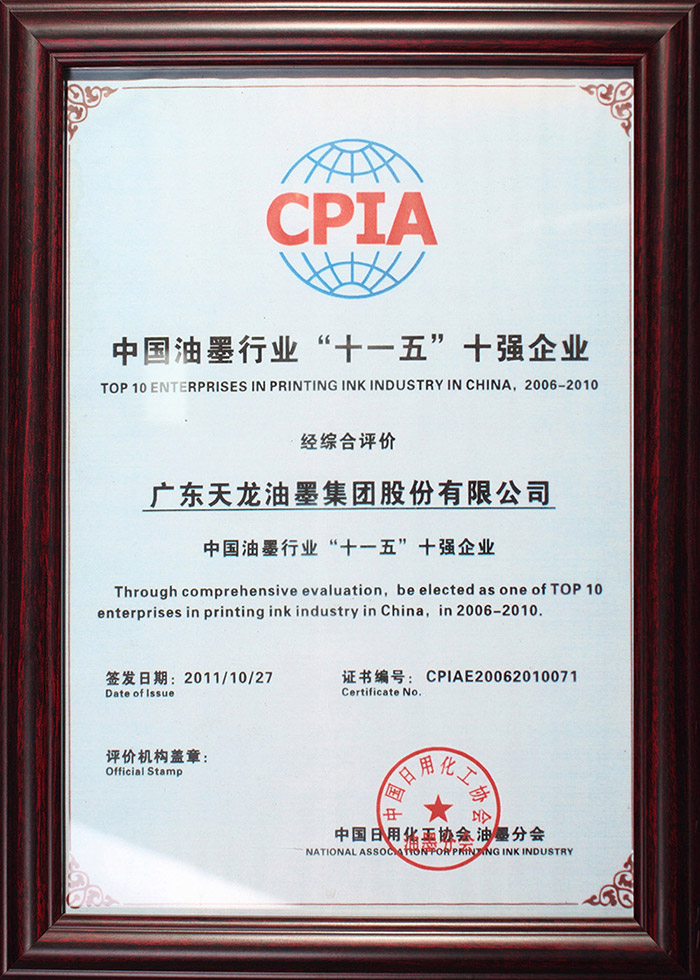 CPIA
中国油墨行业“十一五”十强企业
TOP 10 ENTERPRISES IN PRINTING INK INDUSTRY IN CHINA, 2006-2010
经综合评价
广东天龙油墨集团股份有限公司
中国油墨行业“十一五”十强企业
Through comprehensive evaluation, be elected as one of TOP 10
enterprises in printing ink industry in China, in 2006-2010.
签发日期：2011/10/27
Date of Issue
证书编号：CPIAE20062010071
Certificate No.
评价机构盖章：
Official Stamp
中国日用化工协会
油墨分会
中国日用化工协会 油墨分会
NATIONAL ASSOCIATION FOR PRINTING INK INDUSTRY